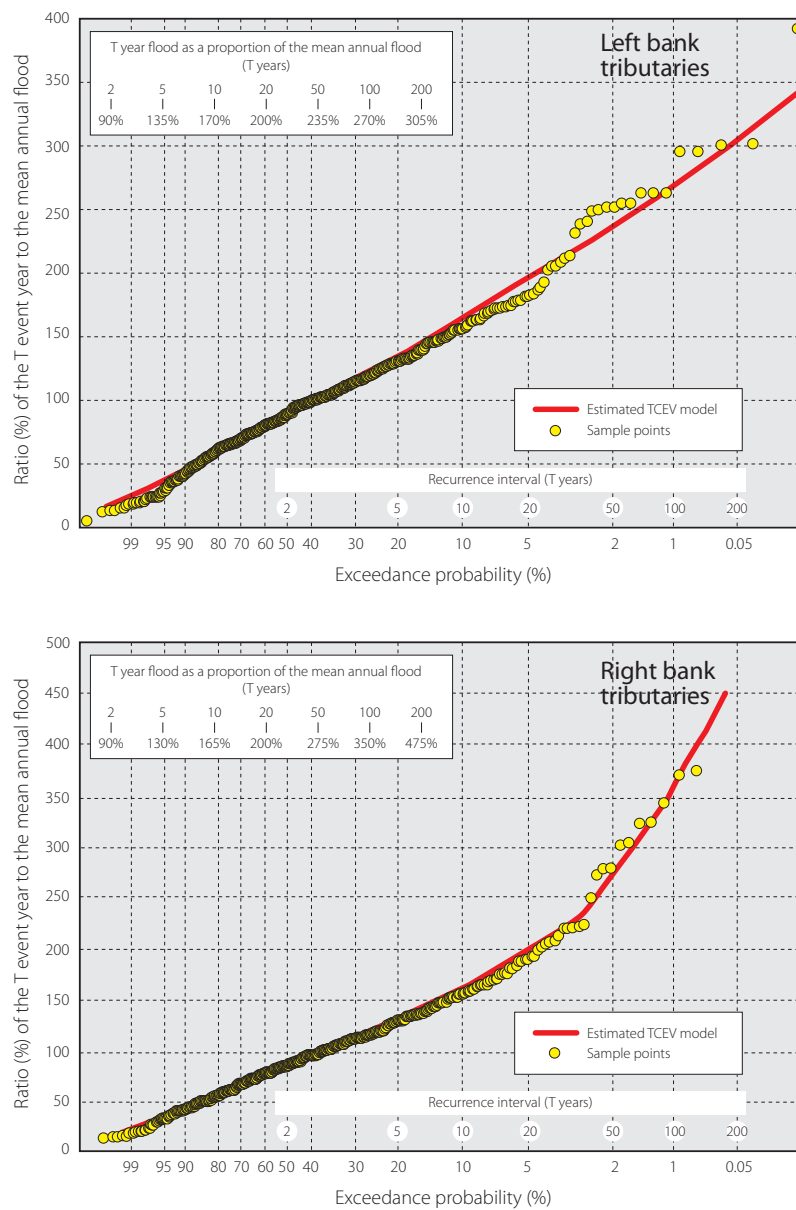 400
350
300
250
200
150
100
50
0
Ratio (%) of the T event year to the mean annual flood
T year flood as a proportion of the mean annual flood
(T years)
2 5 10 20 50 100 200
90% 135% 170% 200% 235% 270% 305%
Left bank
tributaries
Estimated TCEV model
Sample points
Recurrence interval (T years)
2 5 10 20 50 100 200
99 95 90 80 70 60 50 40 30 20 10 5 2 1 0.05
Exceedance probability (%)
500
450
400
350
300
250
200
150
100
50
0
Ratio (%) of the T event year to the mean annual flood
T year flood as a proportion of the mean annual flood
(T years)
2 5 10 20 50 100 200
90% 130% 165% 200% 275% 350% 475%
Right bank
tributaries
Estimated TCEV model
Sample points
Recurrence interval (T years)
2 5 10 20 50 100 200
99 95 90 80 70 60 50 40 30 20 10 5 2 1 0.05
Exceedance probability (%)